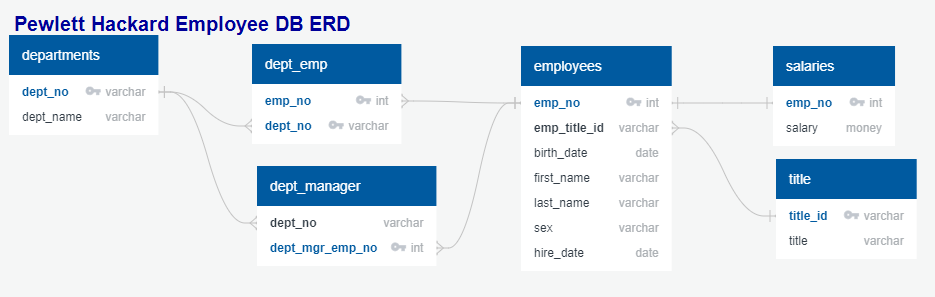 Pewlett Hackard Employee DB ERD
departments
dept_no varchar
dept_name varchar
dept_emp
emp_no int
dept_no varchar
dept_manager
dept_no varchar
dept_mgr_emp_no int
employees
emp_no int
emp_title_id varchar
birth_date date
first_name varchar
last_name varchar
sex varchar
hire_date date
salaries
emp_no int
salary money
title
title_id varchar
title varchar